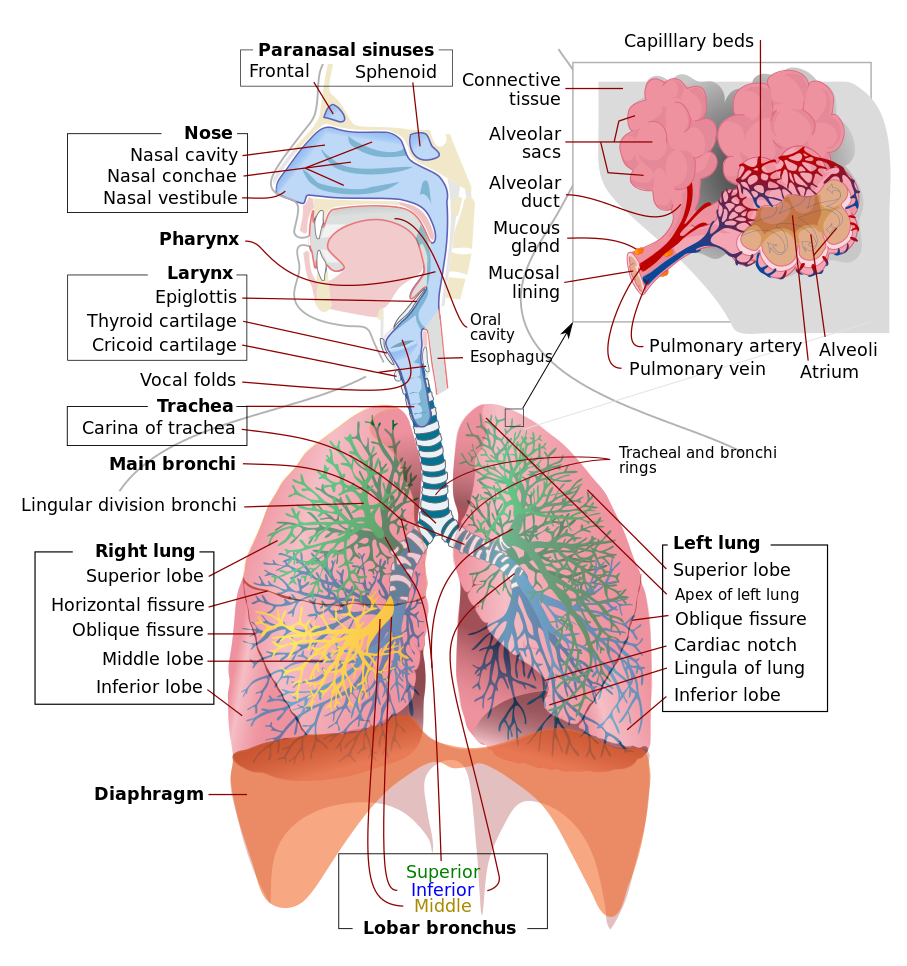 Paranasal sinuses
Frontal
Sphenoid
Nose
Nasal cavity
Nasal conchae
Nasal vestibule
Pharynx
Larynx
Epiglottis
Thyroid cartilage
Cricoid cartilage
Vocal folds
Trachea
Carina of trachea
Main bronchi
Lingular division bronchi
Right lung
Superior lobe
Horizontal fissure
Oblique fissure
Middle lobe
Inferior lobe
Diaphragm
Capilllary beds
Connective
tissue
Alveolar
sacs
Alveolar
duct
Mucous
gland
Mucosal
lining
Oral
cavity
Esophagus
Pulmonary artery
Pulmonary vein
Alveoli
Atrium
Tracheal and bronchi
rings
Left lung
Superior lobe
Apex of left lung
Oblique fissure
Cardiac notch
Lingula of lung
Inferior lobe
Superior
Inferior
Middle
Lobar bronchus